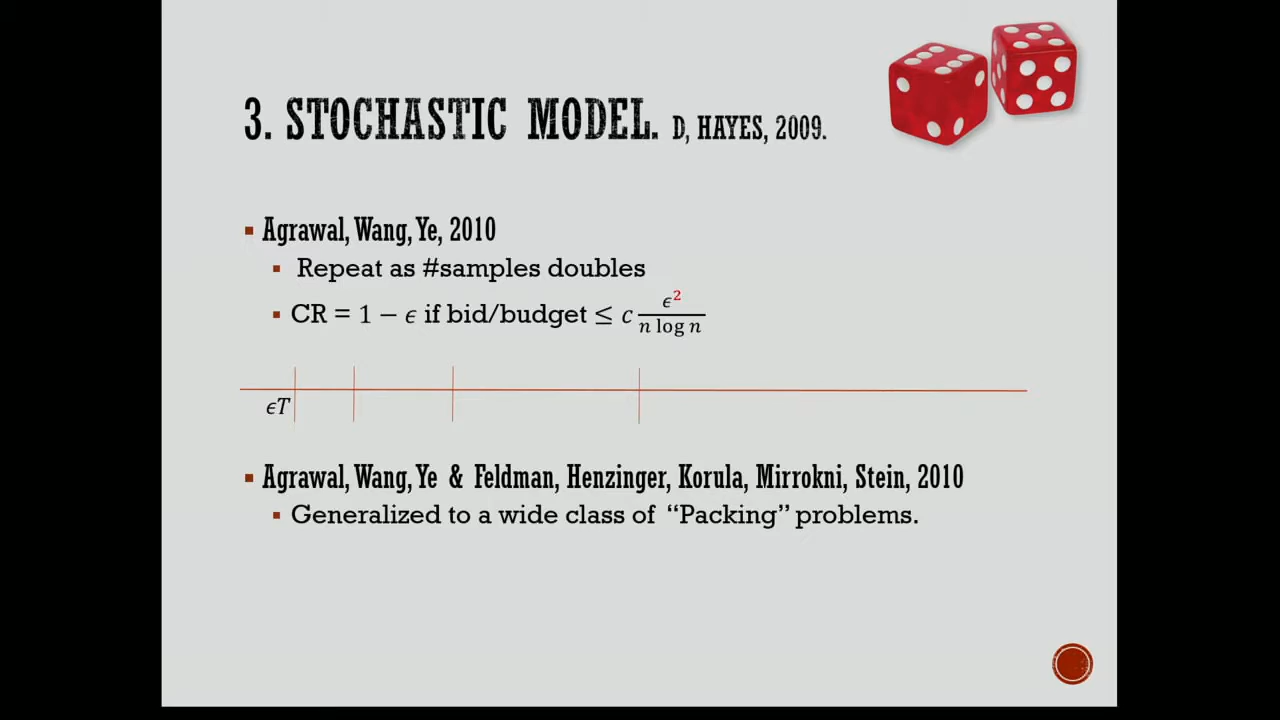 3. STOCHASTIC MODEL. D, HAYES, 2009.
Agrawal, Wang, Ye, 2010
Repeat as #samples doubles
CR = 1 − ϵ if bid/budget ≤ c ϵ²/(n log n)
ϵT
Agrawal, Wang, Ye & Feldman, Henzinger, Korula, Mirrokni, Stein, 2010
Generalized to a wide class of “Packing” problems.